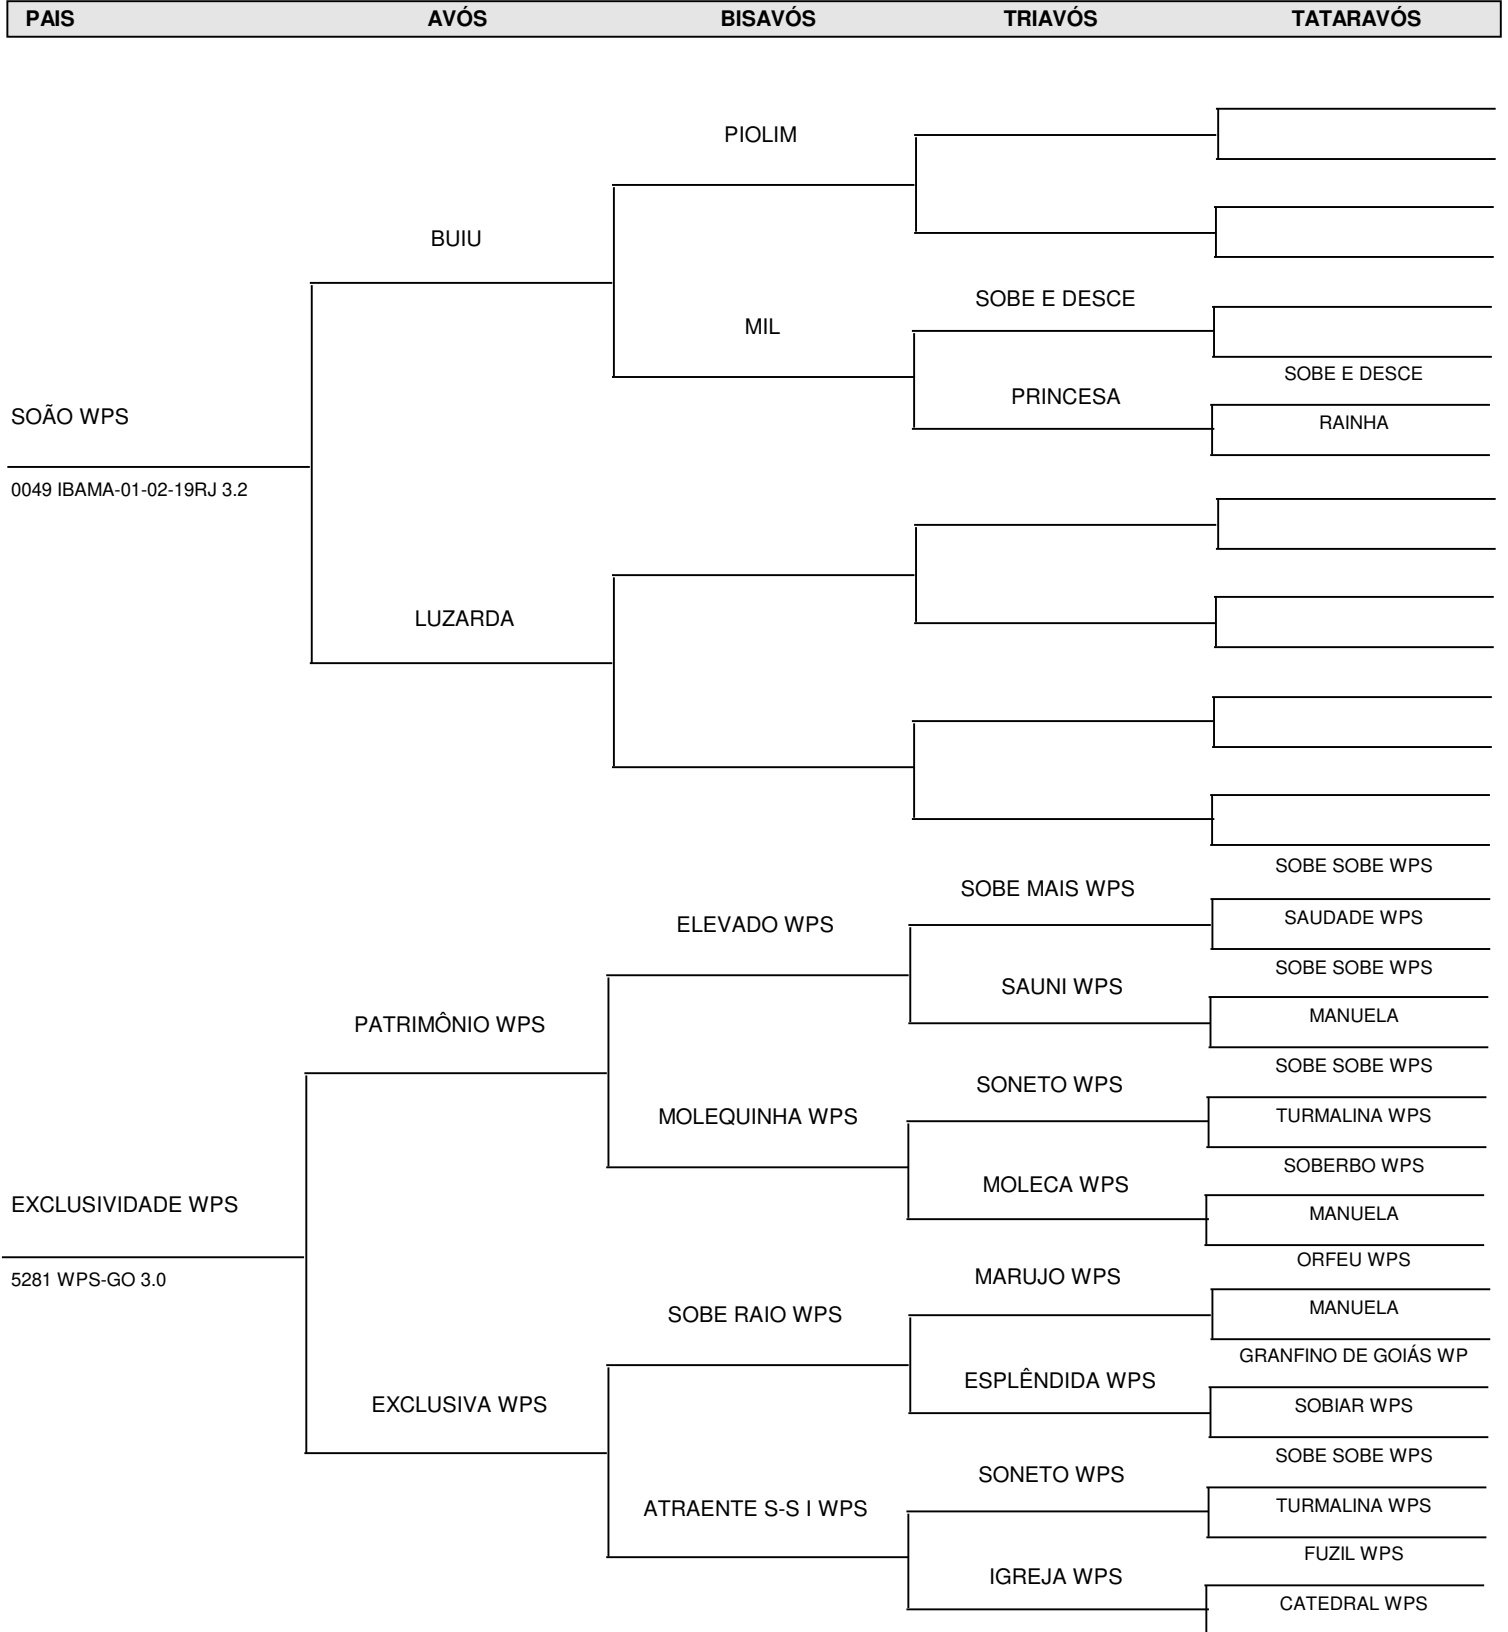 PAIS AVÓS BISAVÓS TRIAVÓS TATARAVÓS
PIOLIM
BUIU
SOBE E DESCE
MIL
SOBE E DESCE
PRINCESA
SOÃO WPS
RAINHA
0049 IBAMA-01-02-19RJ 3.2
LUZARDA
SOBE SOBE WPS
SOBE MAIS WPS
ELEVADO WPS
SAUDADE WPS
SOBE SOBE WPS
SAUNI WPS
PATRIMÔNIO WPS
MANUELA
SOBE SOBE WPS
SONETO WPS
MOLEQUINHA WPS
TURMALINA WPS
SOBERBO WPS
MOLECA WPS
EXCLUSIVIDADE WPS
MANUELA
ORFEU WPS
5281 WPS-GO 3.0
MARUJO WPS
SOBE RAIO WPS
MANUELA
GRANFINO DE GOIÁS WP
ESPLÊNDIDA WPS
EXCLUSIVA WPS
SOBIAR WPS
SOBE SOBE WPS
SONETO WPS
ATRAENTE S-S I WPS
TURMALINA WPS
FUZIL WPS
IGREJA WPS
CATEDRAL WPS